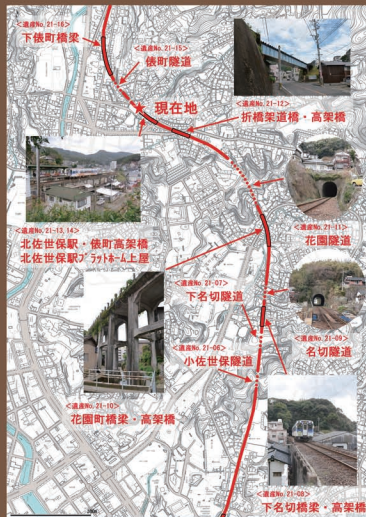 <遺産No.21-16>
下俵町橋梁
<遺産No.21-15>
俵町隧道
★現在地
<遺産No.21-12>
折橋架道橋・高架橋
<遺産No.21-13,14>
北佐世保駅・俵町高架橋
北佐世保駅プラットホーム上屋
<遺産No.21-11>
花園隧道
<遺産No.21-07>
下名切隧道
<遺産No.21-09>
名切隧道
<遺産No.21-06>
小佐世保隧道
<遺産No.21-10>
花園町橋梁・高架橋
<遺産No.21-08>
下名切橋梁・高架橋